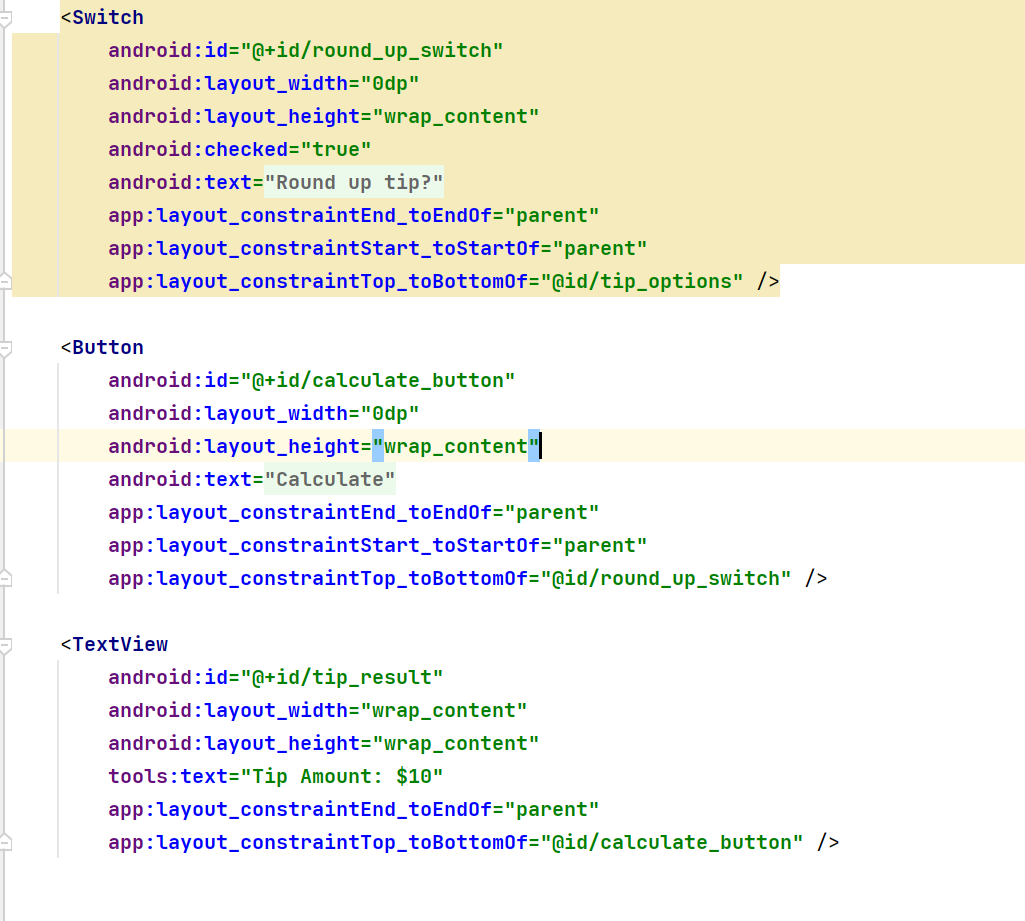 <Switch
android:id="@+id/round_up_switch"
android:layout_width="0dp"
android:layout_height="wrap_content"
android:checked="true"
android:text="Round up tip?"
app:layout_constraintEnd_toEndOf="parent"
app:layout_constraintStart_toStartOf="parent"
app:layout_constraintTop_toBottomOf="@id/tip_options" />
<Button
android:id="@+id/calculate_button"
android:layout_width="0dp"
android:layout_height="wrap_content"
android:text="Calculate"
app:layout_constraintEnd_toEndOf="parent"
app:layout_constraintStart_toStartOf="parent"
app:layout_constraintTop_toBottomOf="@id/round_up_switch" />
<TextView
android:id="@+id/tip_result"
android:layout_width="wrap_content"
android:layout_height="wrap_content"
tools:text="Tip Amount: $10"
app:layout_constraintEnd_toEndOf="parent"
app:layout_constraintTop_toBottomOf="@id/calculate_button" />